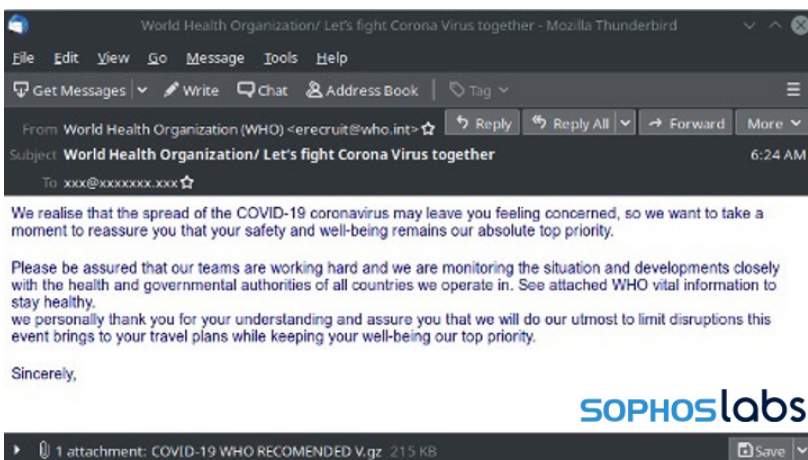 World Health Organization/ Let's fight Corona Virus together - Mozilla Thunderbird
File Edit View Go Message Tools Help
Get Messages Write Chat Address Book Tag
From World Health Organization (WHO) <erecruit@who.int> Reply Reply All Forward More
Subject World Health Organization/ Let's fight Corona Virus together 6:24 AM
To xxx@xxxxxxx.xxx
We realise that the spread of the COVID-19 coronavirus may leave you feeling concerned, so we want to take a
moment to reassure you that your safety and well-being remains our absolute top priority.
Please be assured that our teams are working hard and we are monitoring the situation and developments closely
with the health and governmental authorities of all countries we operate in. See attached WHO vital information to
stay healthy.
we personally thank you for your understanding and assure you that we will do our utmost to limit disruptions this
event brings to your travel plans while keeping your well-being our top priority.
Sincerely,
SOPHOSlabs
1 attachment: COVID-19 WHO RECOMENDED V.gz 215 KB Save